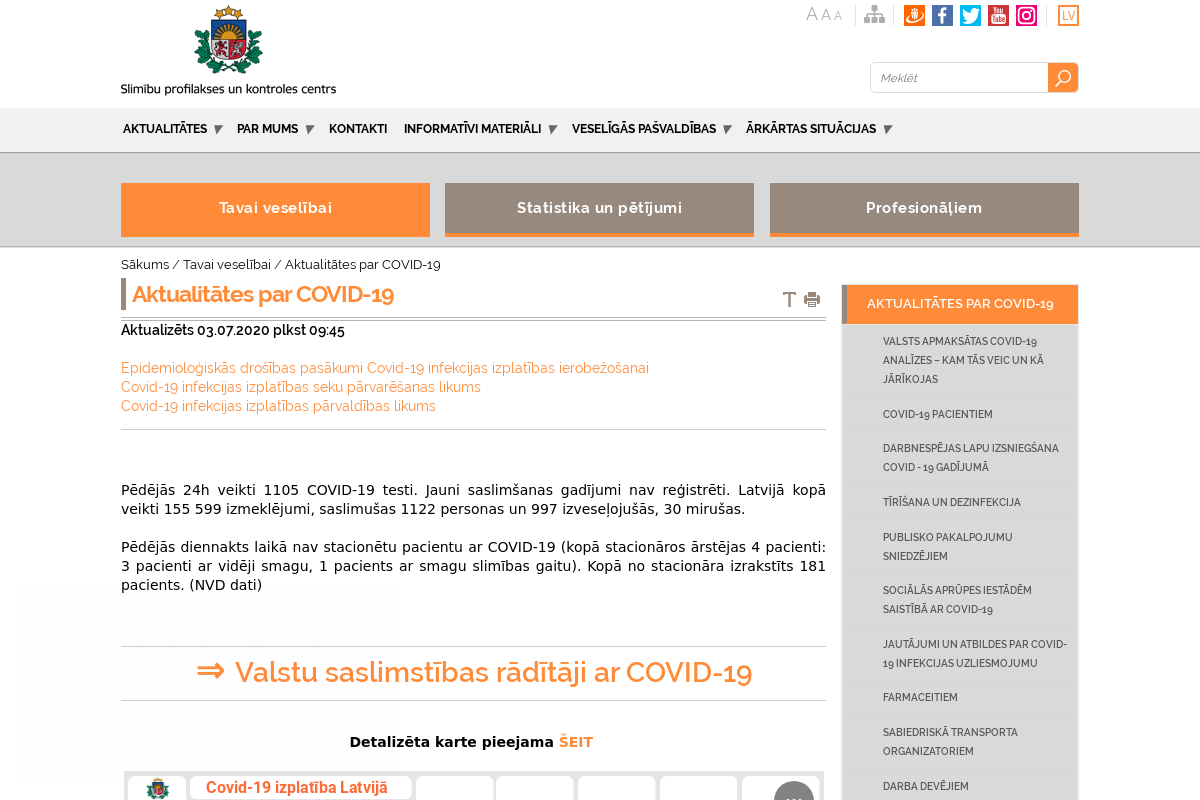 A A A
You
Tube
LV
Slimību profilakses un kontroles centrs
Meklēt
AKTUALITĀTES PAR MUMS KONTAKTI INFORMATĪVI MATERIĀLI VESELĪGĀS PAŠVALDĪBAS ĀRKĀRTAS SITUĀCIJAS
Tavai veselībai
Statistika un pētījumi
Profesionāļiem
Sākums / Tavai veselībai / Aktualitātes par COVID-19
Aktualitātes par COVID-19
Aktualizēts 03.07.2020 plkst 09:45
Epidemioloģiskās drošības pasākumi Covid-19 infekcijas izplatības ierobežošanai
Covid-19 infekcijas izplatības seku pārvarēšanas likums
Covid-19 infekcijas izplatības pārvaldības likums
Pēdējās 24h veikti 1105 COVID-19 testi. Jauni saslimšanas gadījumi nav reģistrēti. Latvijā kopā
veikti 155 599 izmeklējumi, saslimušas 1122 personas un 997 izveseļojušās, 30 mirušas.
Pēdējās diennakts laikā nav stacionētu pacientu ar COVID-19 (kopā stacionāros ārstējas 4 pacienti:
3 pacienti ar vidēji smagu, 1 pacients ar smagu slimības gaitu). Kopā no stacionāra izrakstīts 181
pacients. (NVD dati)
⇒ Valstu saslimstības rādītāji ar COVID-19
Detalizēta karte pieejama ŠEIT
Covid-19 izplatība Latvijā
AKTUALITĀTES PAR COVID-19
VALSTS APMAKSĀTAS COVID-19
ANALĪZES – KAM TĀS VEIC UN KĀ
JĀRĪKOJAS
COVID-19 PACIENTIEM
DARBNESPĒJAS LAPU IZSNIEGŠANA
COVID - 19 GADĪJUMĀ
TĪRĪŠANA UN DEZINFEKCIJA
PUBLISKO PAKALPOJUMU
SNIEDZĒJIEM
SOCIĀLĀS APRŪPES IESTĀDĒM
SAISTĪBĀ AR COVID-19
JAUTĀJUMI UN ATBILDES PAR COVID-
19 INFEKCIJAS UZLIESMOJUMU
FARMACEITIEM
SABIEDRISKĀ TRANSPORTA
ORGANIZATORIEM
DARBA DEVĒJIEM